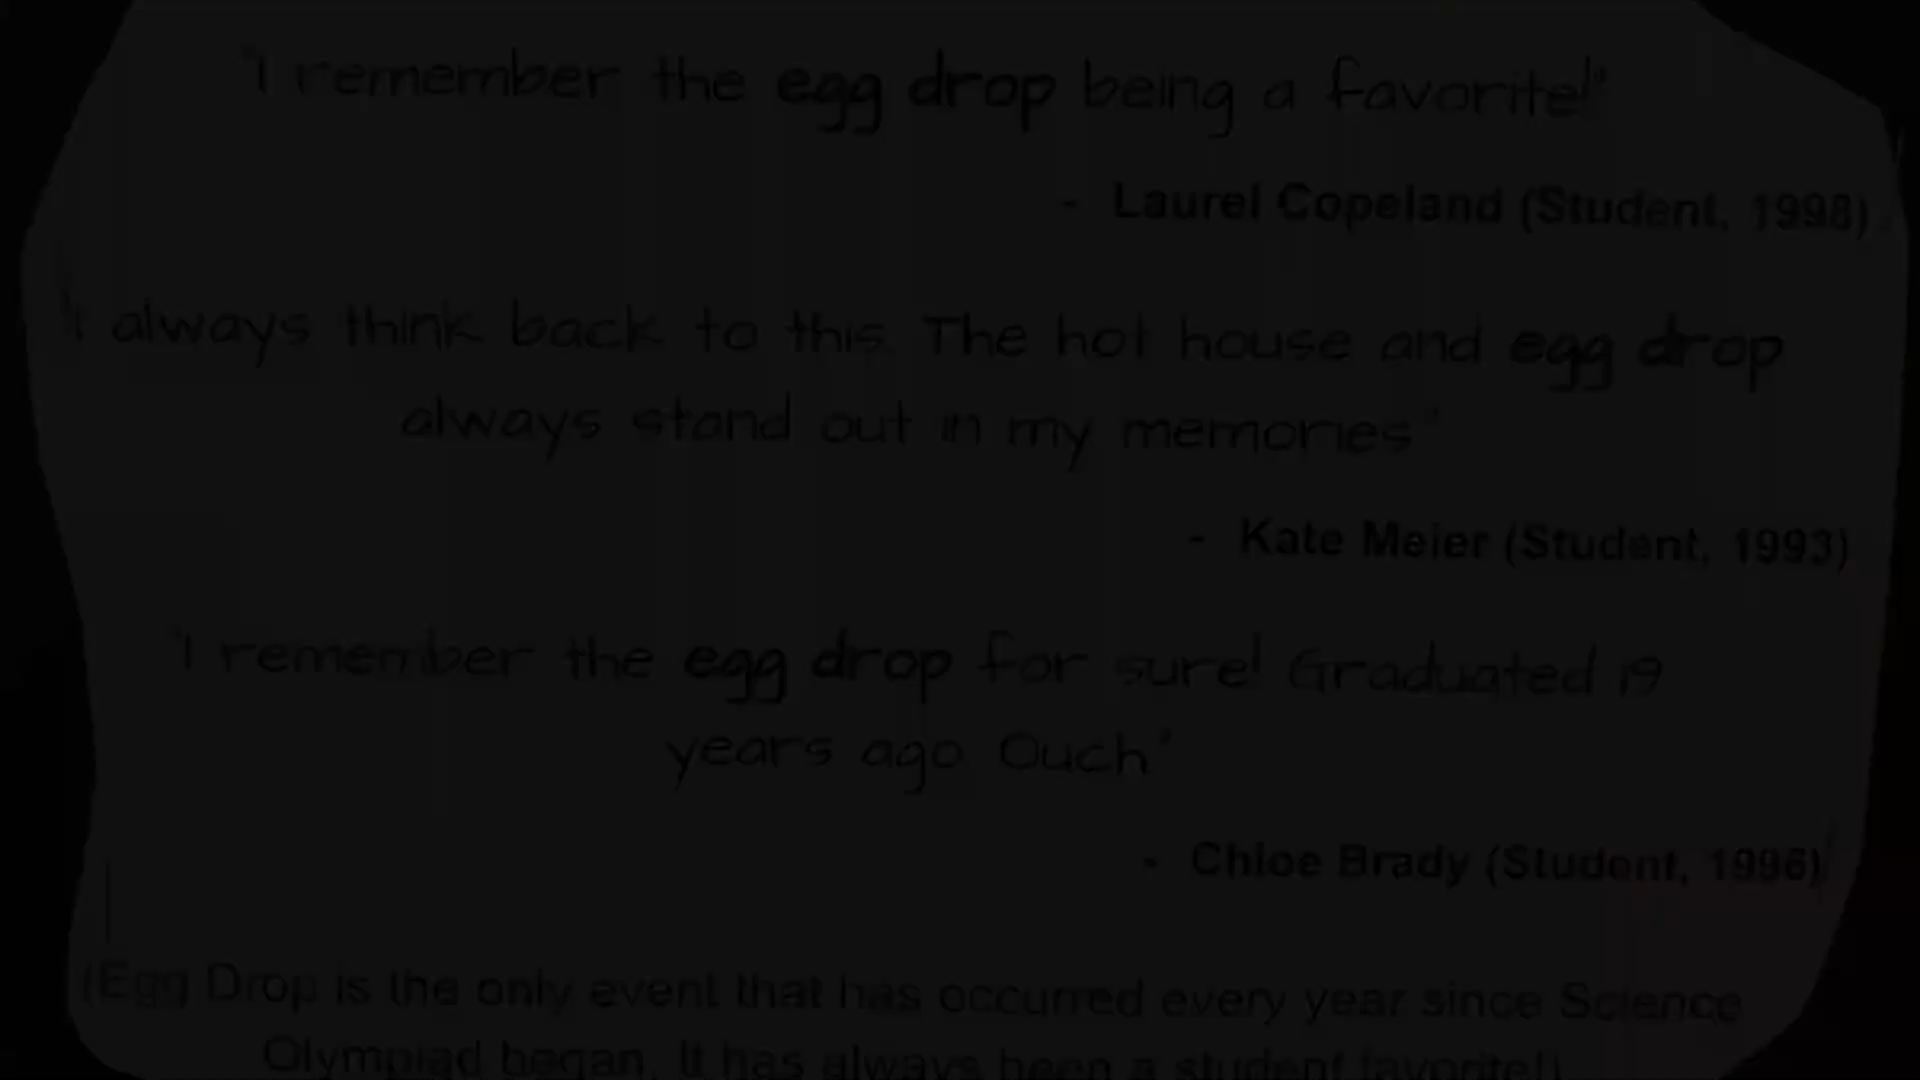 "I remember the egg drop being a favorite!"
- Laurel Copeland (Student, 1998)
"I always think back to this. The hot house and egg drop
always stand out in my memories"
- Kate Meier (Student, 1993)
"I remember the egg drop for sure! Graduated 19
years ago. Ouch"
- Chloe Brady (Student, 1996)
(Egg Drop is the only event that has occurred every year since Science
Olympiad began. It has always been a student favorite!)